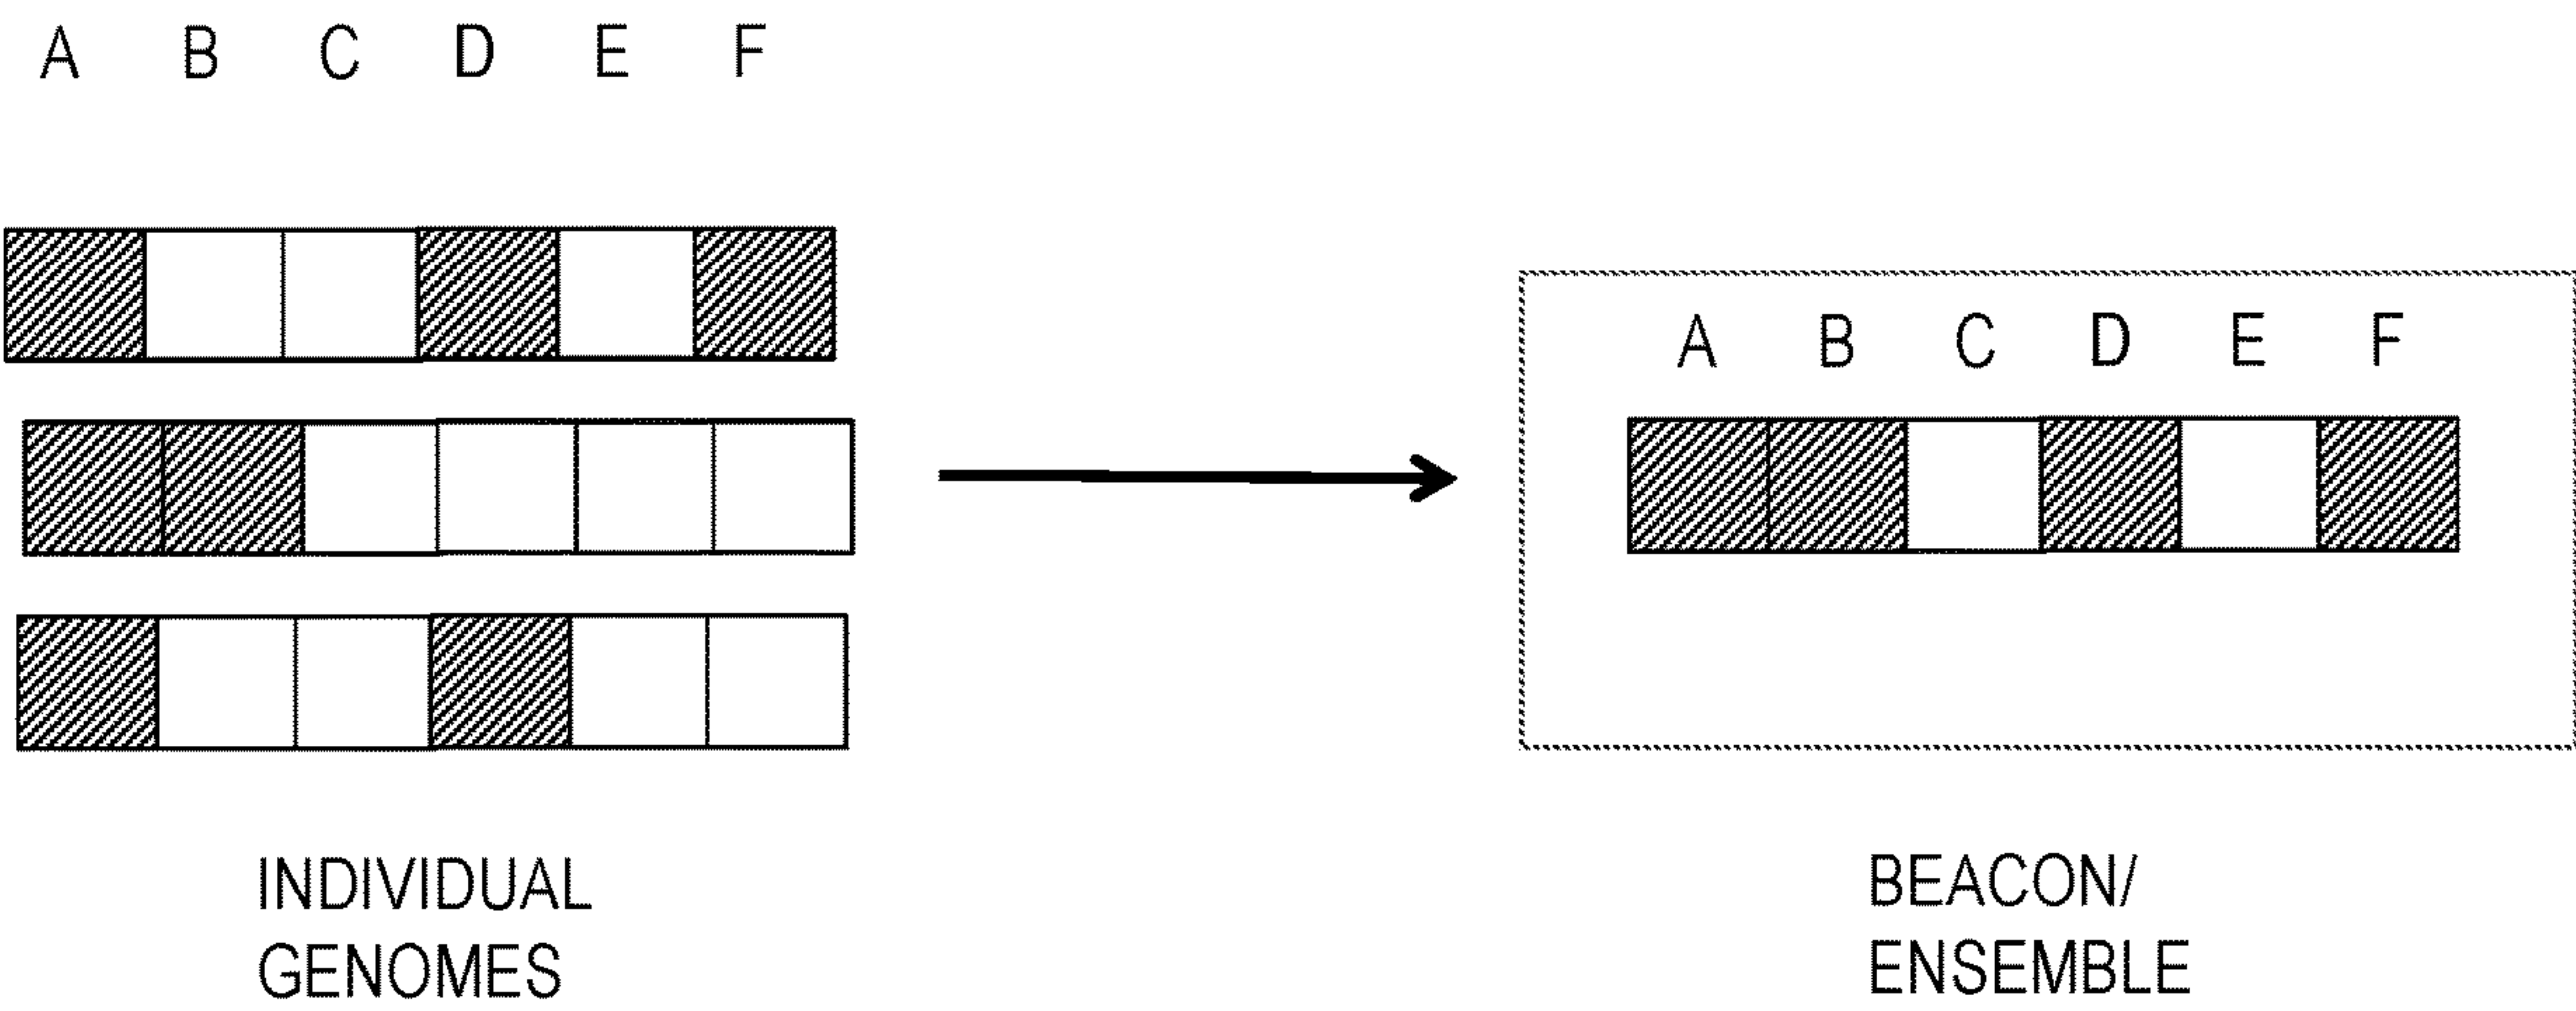 A B C D E F
A B C D E F
INDIVIDUAL
GENOMES
BEACON/
ENSEMBLE